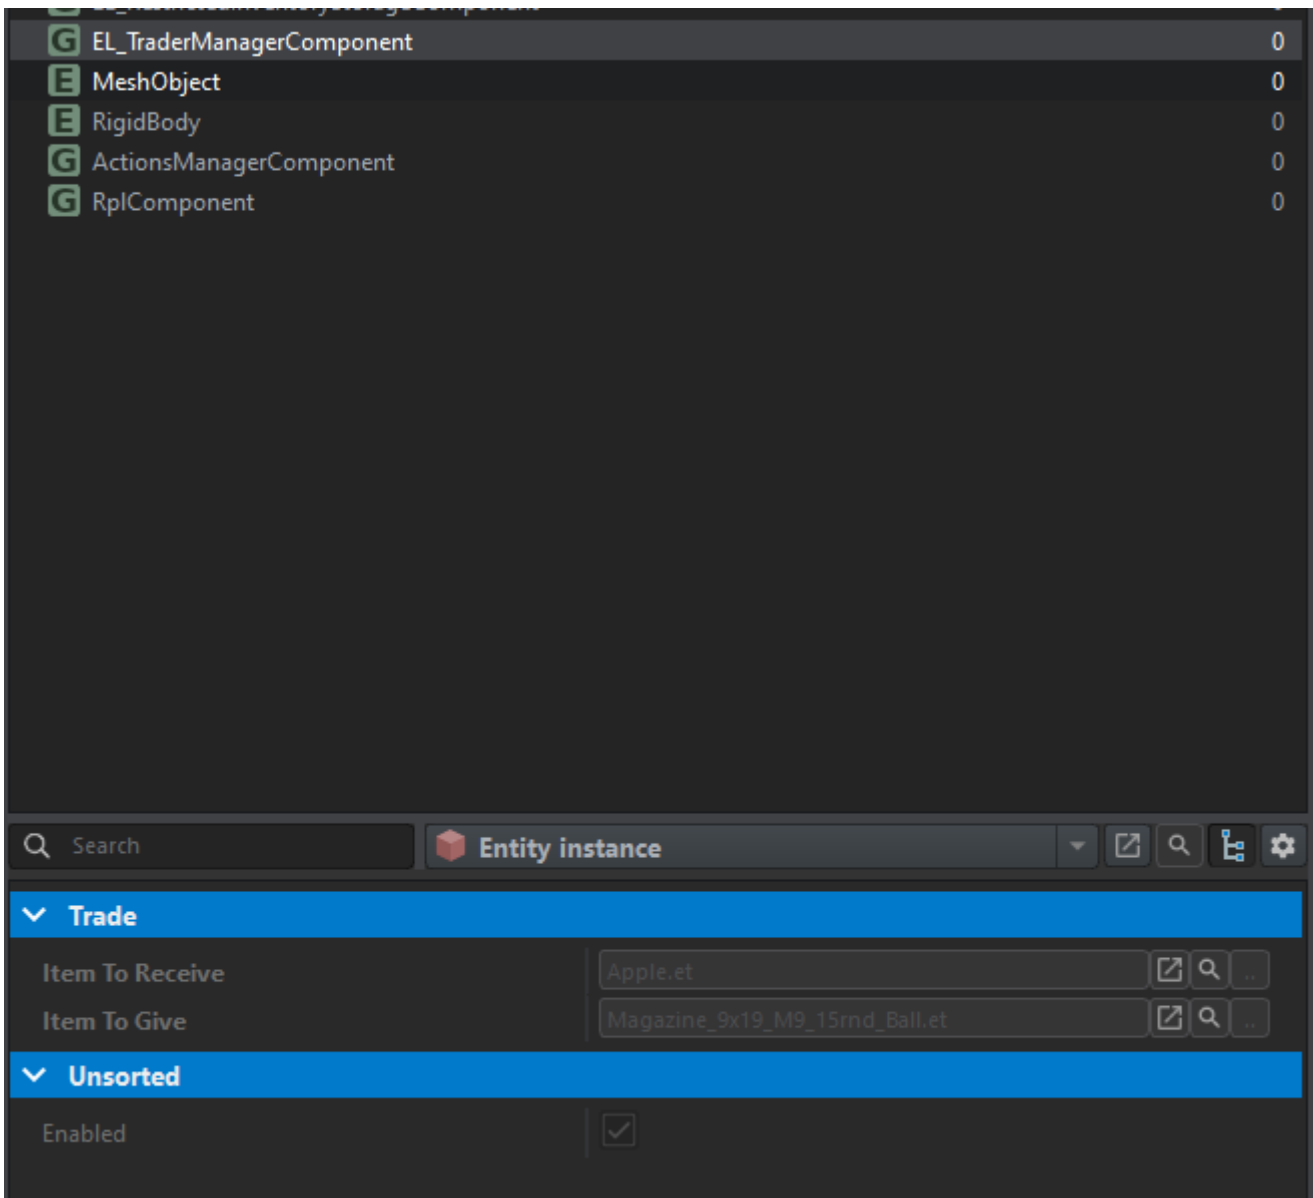 G EL_TraderManagerComponent 0
E MeshObject 0
E RigidBody 0
G ActionsManagerComponent 0
G RplComponent 0
Search Entity instance
Trade
Item To Receive Apple.et ..
Item To Give Magazine_9x19_M9_15rnd_Ball.et ..
Unsorted
Enabled